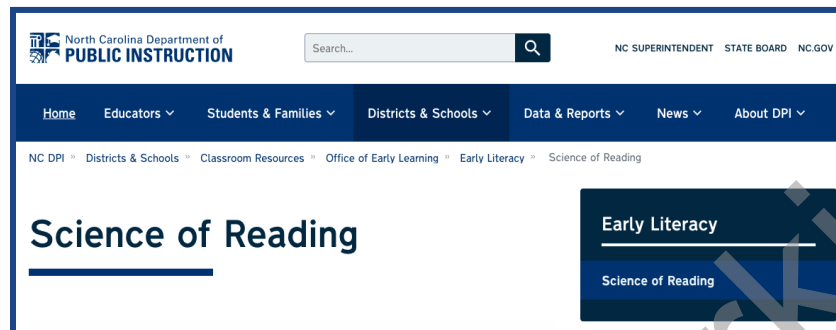 North Carolina Department of
PUBLIC INSTRUCTION
Search...
NC SUPERINTENDENT STATE BOARD NC.GOV
Home Educators Students & Families Districts & Schools Data & Reports News About DPI
NC DPI » Districts & Schools » Classroom Resources » Office of Early Learning » Early Literacy » Science of Reading
Science of Reading
Early Literacy
Science of Reading